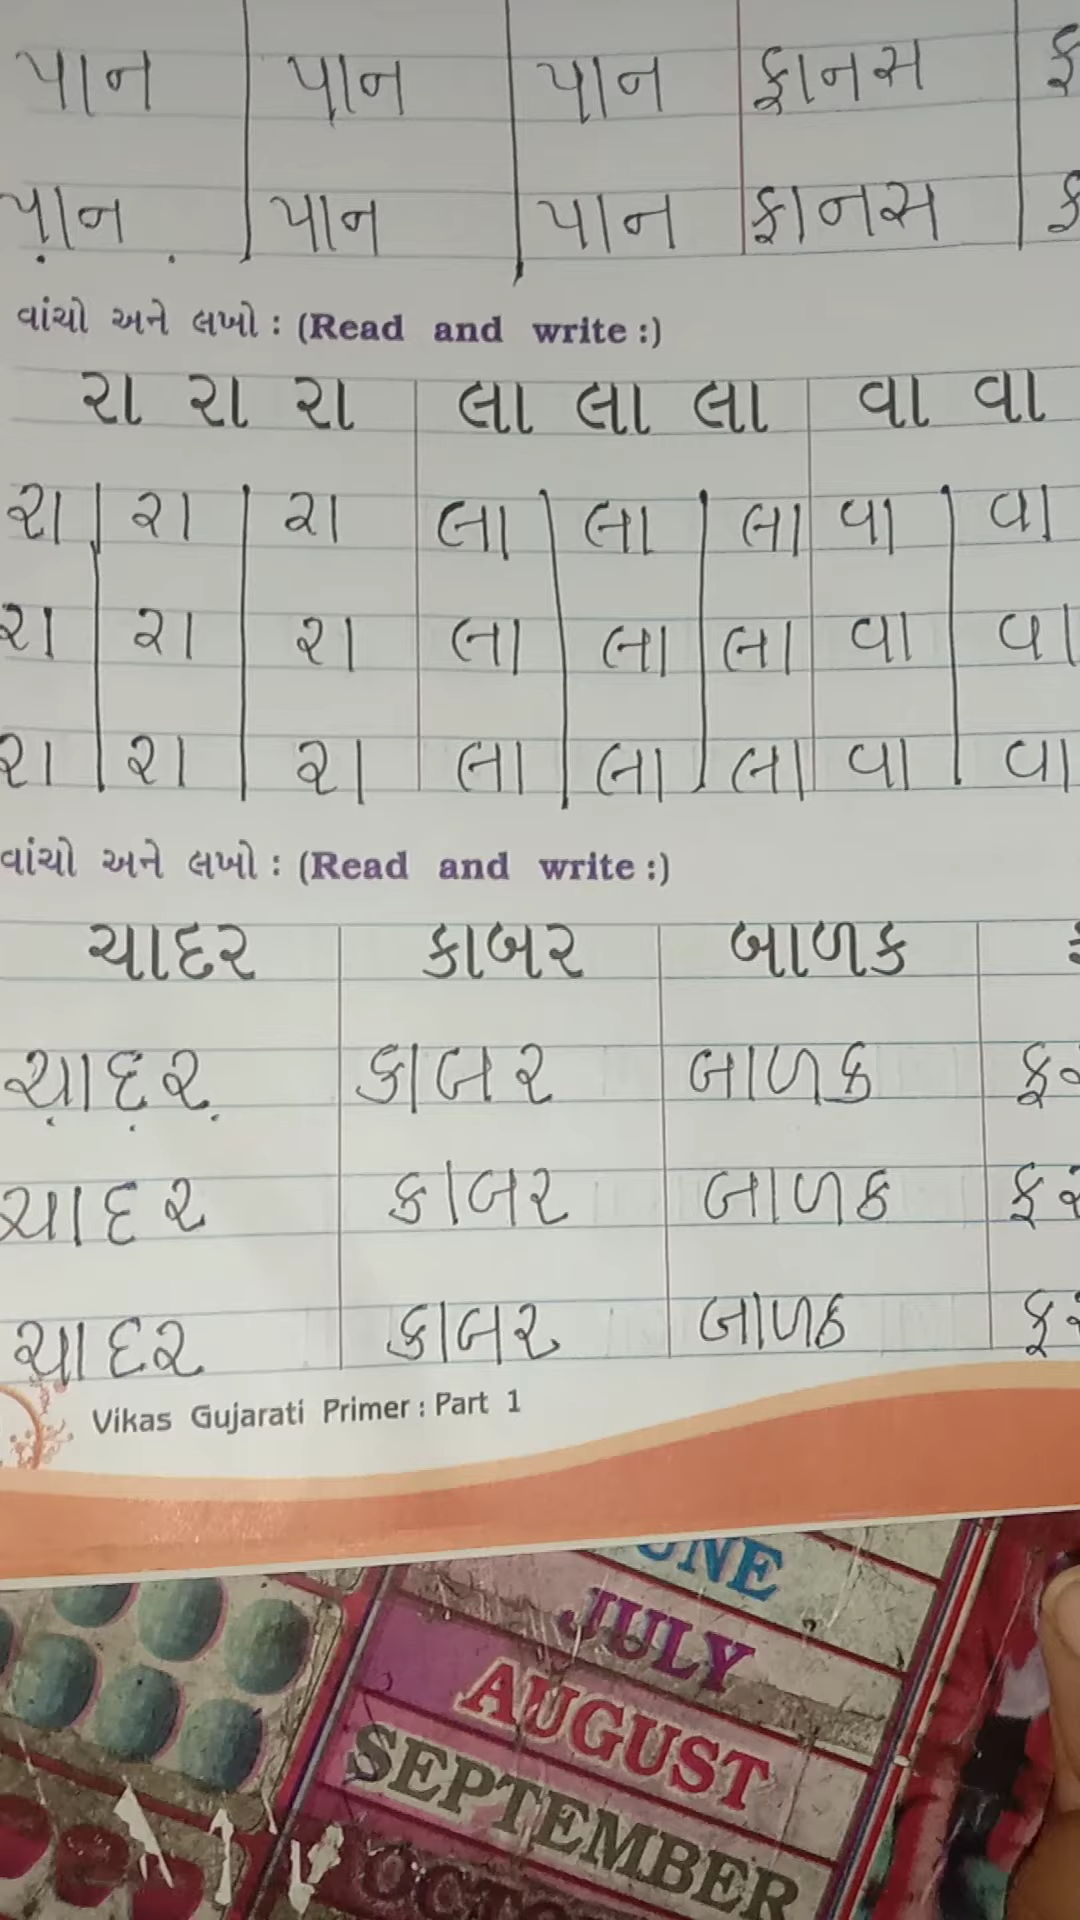 પાન પાન પાન ફાનસ
પાન પાન પાન ફાનસ
વાંચો અને લખો : (Read and write :)
રા રા રા લા લા લા વા વા
રા રા રા લા લા લા વા વા
રા રા રા લા લા લા વા વા
રા રા રા લા લા લા વા વા
વાંચો અને લખો : (Read and write :)
ચાદર કાબર બાળક
ચાદર કાબર બાળક
ચાદર કાબર બાળક
ચાદર કાબર બાળક
Vikas Gujarati Primer : Part 1
JULY
AUGUST
SEPTEMBER